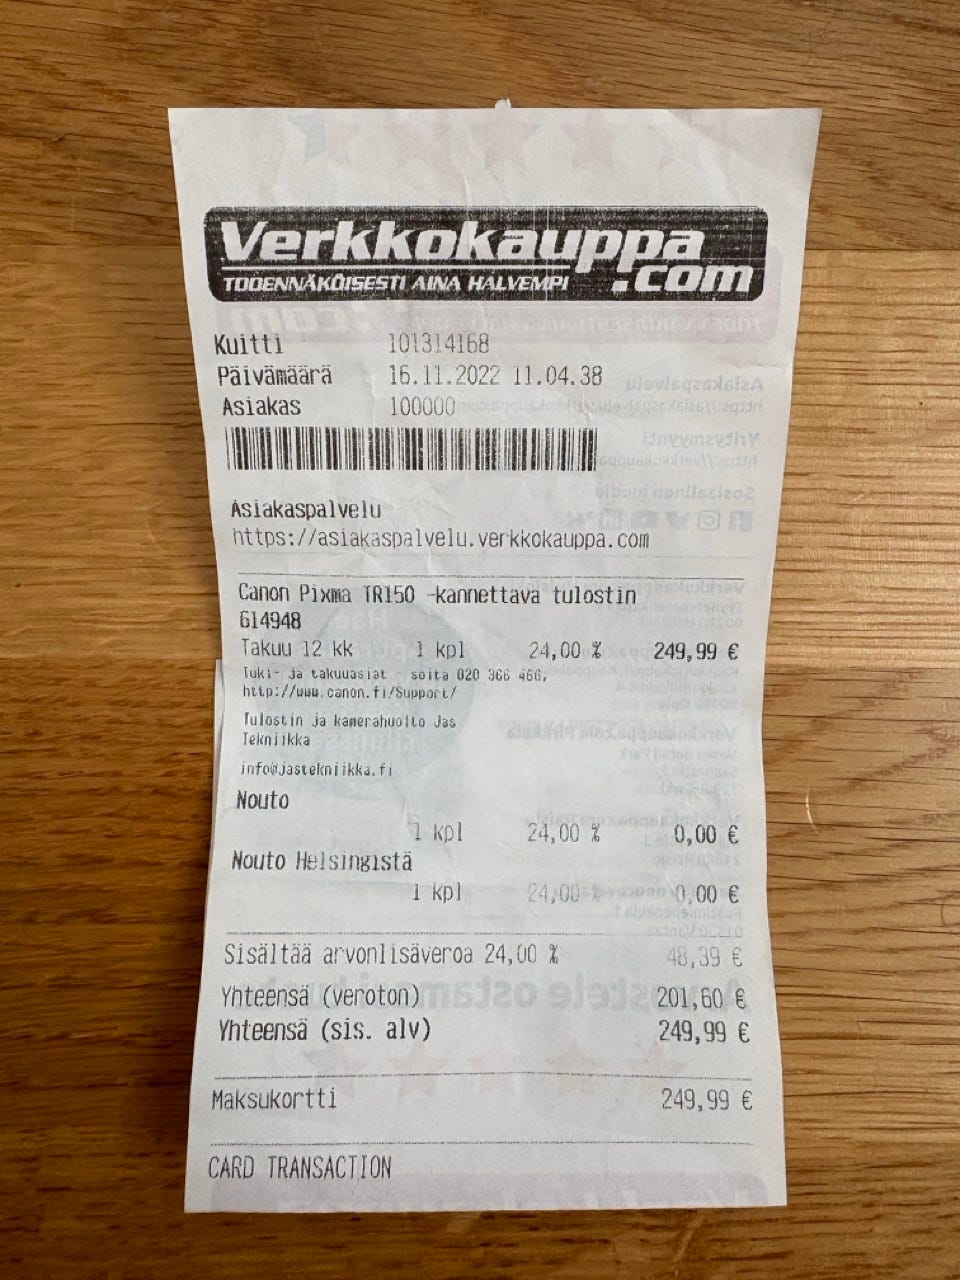 Verkkokauppa
.com
TODENNÄKÖISESTI AINA HALVEMPI
Kuitti 101314168
Päivämäärä 16.11.2022 11.04.38
Asiakas 100000
Asiakaspalvelu
https://asiakaspalvelu.verkkokauppa.com
Canon Pixma TR150 -kannettava tulostin
614948
Takuu 12 kk 1 kpl 24,00 % 249,99 €
Tuki- ja takuuasiat - soita 020 366 466,
http://www.canon.fi/Support/
Tulostin ja kamerahuolto Jas
Tekniikka
info@jastekniikka.fi
Nouto
1 kpl 24,00 % 0,00 €
Nouto Helsingistä
1 kpl 24,00 % 0,00 €
Sisältää arvonlisäveroa 24,00 % 48,39 €
Yhteensä (veroton) 201,60 €
Yhteensä (sis. alv) 249,99 €
Maksukortti 249,99 €
CARD TRANSACTION